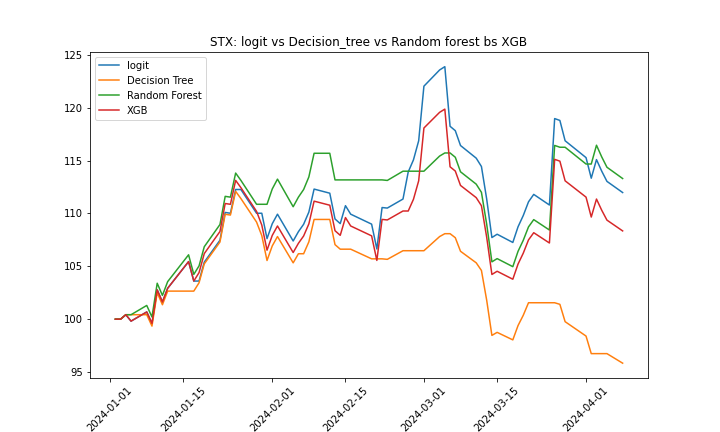 STX: logit vs Decision_tree vs Random forest bs XGB
125
120
115
110
105
100
95
logit
Decision Tree
Random Forest
XGB
2024-01-01
2024-01-15
2024-02-01
2024-02-15
2024-03-01
2024-03-15
2024-04-01